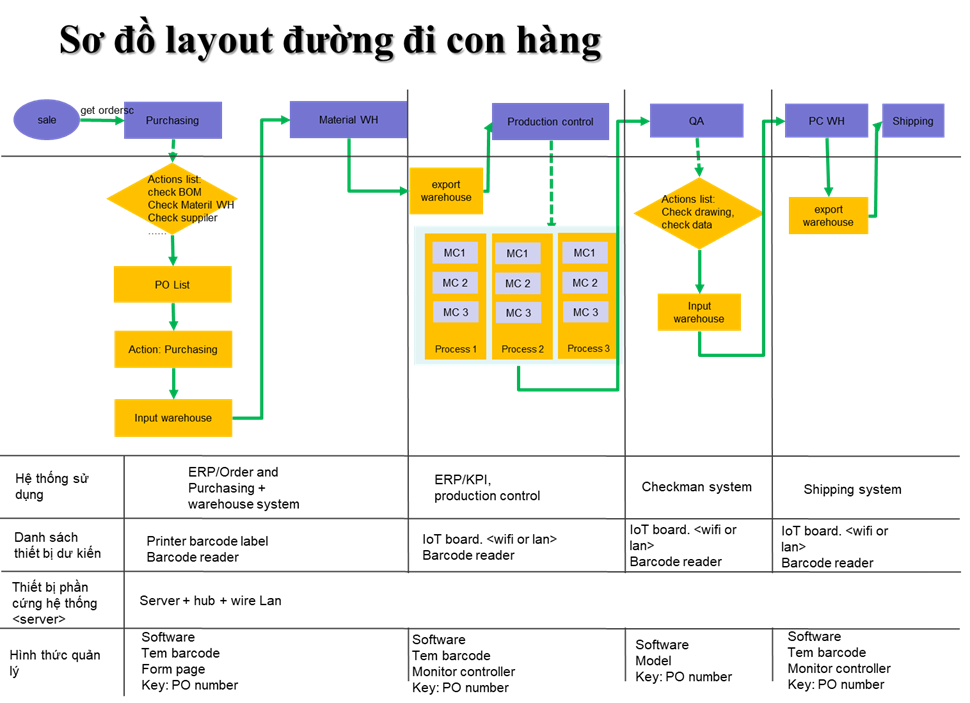 Sơ đồ layout đường đi con hàng
sale
get ordersc
Purchasing
Material WH
Production control
QA
PC WH
Shipping
Actions list:
check BOM
Check Materil WH
Check suppiler
......
PO List
Action: Purchasing
Input warehouse
export
warehouse
MC1
MC 2
MC 3
Process 1
MC1
MC 2
MC 3
Process 2
MC1
MC 2
MC 3
Process 3
Actions list:
Check drawing,
check data
Input
warehouse
export
warehouse
Hệ thống sử
dụng
ERP/Order and
Purchasing +
warehouse system
ERP/KPI,
production control
Checkman system
Shipping system
Danh sách
thiết bị dư kiến
Printer barcode label
Barcode reader
IoT board. <wifi or lan>
Barcode reader
IoT board. <wifi or
lan>
Barcode reader
IoT board. <wifi or
lan>
Barcode reader
Thiết bị phần
cứng hệ thống
<server>
Server + hub + wire Lan
Hình thức quản
lý
Software
Tem barcode
Form page
Key: PO number
Software
Tem barcode
Monitor controller
Key: PO number
Software
Model
Key: PO number
Software
Tem barcode
Monitor controller
Key: PO number